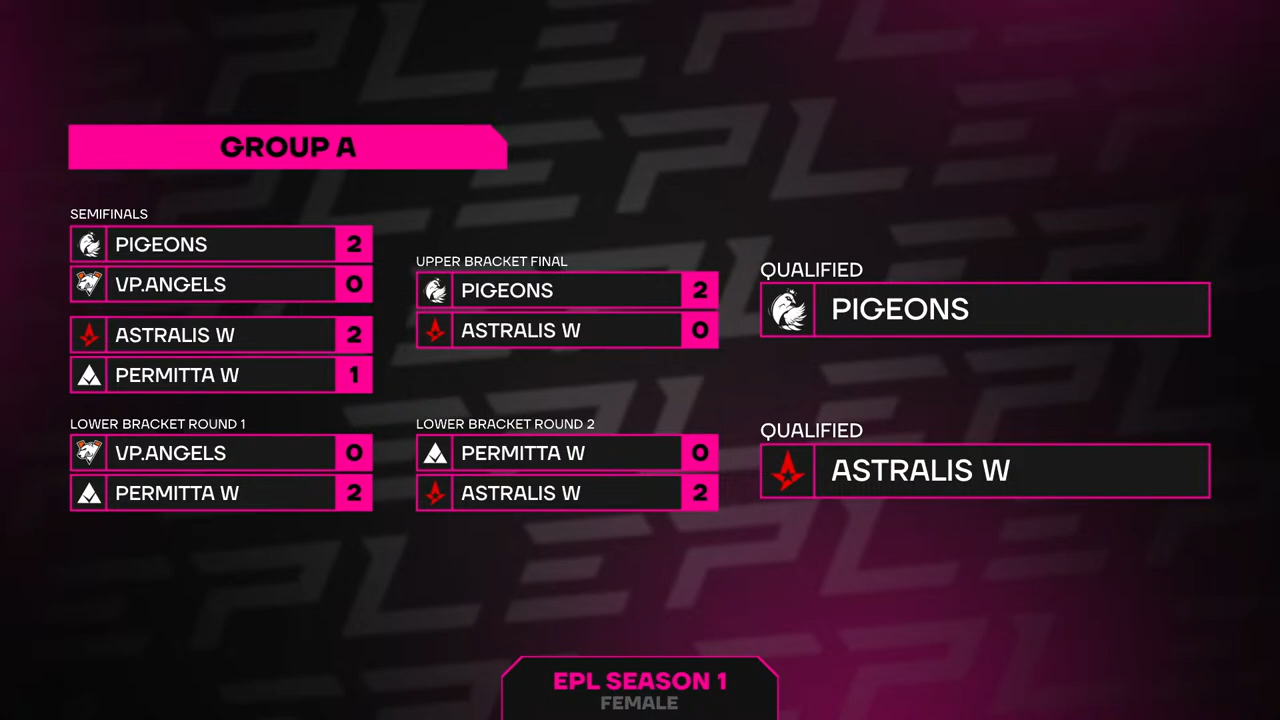 GROUP A
SEMIFINALS
PIGEONS 2
VP.ANGELS 0
ASTRALIS W 2
PERMITTA W 1
LOWER BRACKET ROUND 1
VP.ANGELS 0
PERMITTA W 2
UPPER BRACKET FINAL
PIGEONS 2
ASTRALIS W 0
LOWER BRACKET ROUND 2
PERMITTA W 0
ASTRALIS W 2
QUALIFIED
PIGEONS
QUALIFIED
ASTRALIS W
EPL SEASON 1
FEMALE